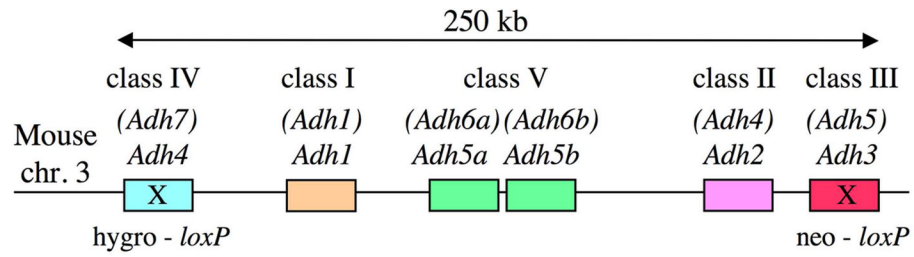 250 kb
class IV class I class V class II class III
(Adh7) (Adh1) (Adh6a) (Adh6b) (Adh4) (Adh5)
Mouse
Adh4 Adh1 Adh5a Adh5b Adh2 Adh3
chr. 3
X X
hygro - loxP neo - loxP